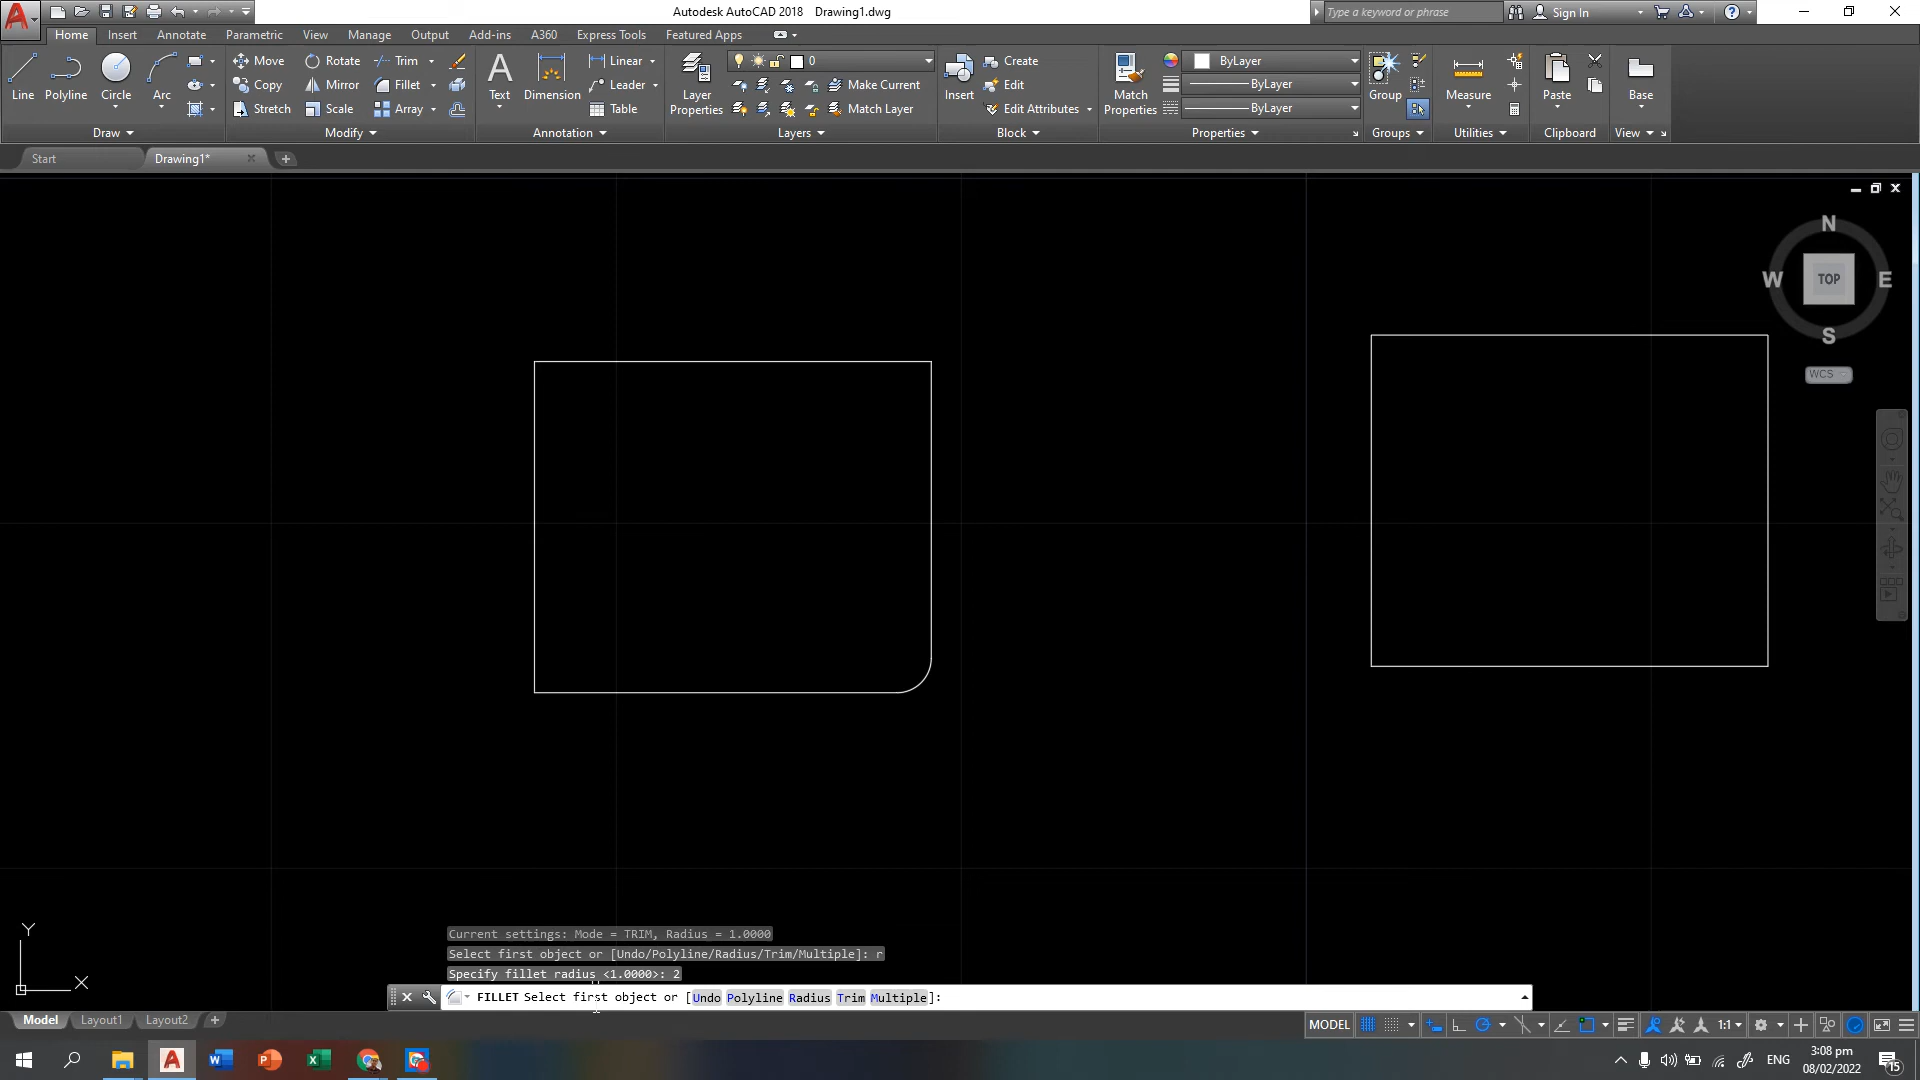 Autodesk AutoCAD 2018 Drawing1.dwg
Type a keyword or phrase
Sign In
Home Insert Annotate Parametric View Manage Output Add-ins A360 Express Tools Featured Apps
Line Polyline Circle Arc
Draw
Move Rotate Trim
Copy Mirror Fillet
Stretch Scale Array
Modify
Text Dimension
Linear
Leader
Table
Annotation
Layer Properties
0
Make Current
Match Layer
Layers
Insert
Create
Edit
Edit Attributes
Block
Match Properties
ByLayer
ByLayer
ByLayer
Properties
Group
Groups
Measure
Utilities
Paste
Clipboard
Base
View
Start Drawing1*
N
W TOP E
S
WCS
Y
X
Current settings: Mode = TRIM, Radius = 1.0000
Select first object or [Undo/Polyline/Radius/Trim/Multiple]: r
Specify fillet radius <1.0000>: 2
FILLET Select first object or [Undo Polyline Radius Trim Multiple]:
Model Layout1 Layout2
MODEL 1:1
ENG
3:08 pm
08/02/2022
15